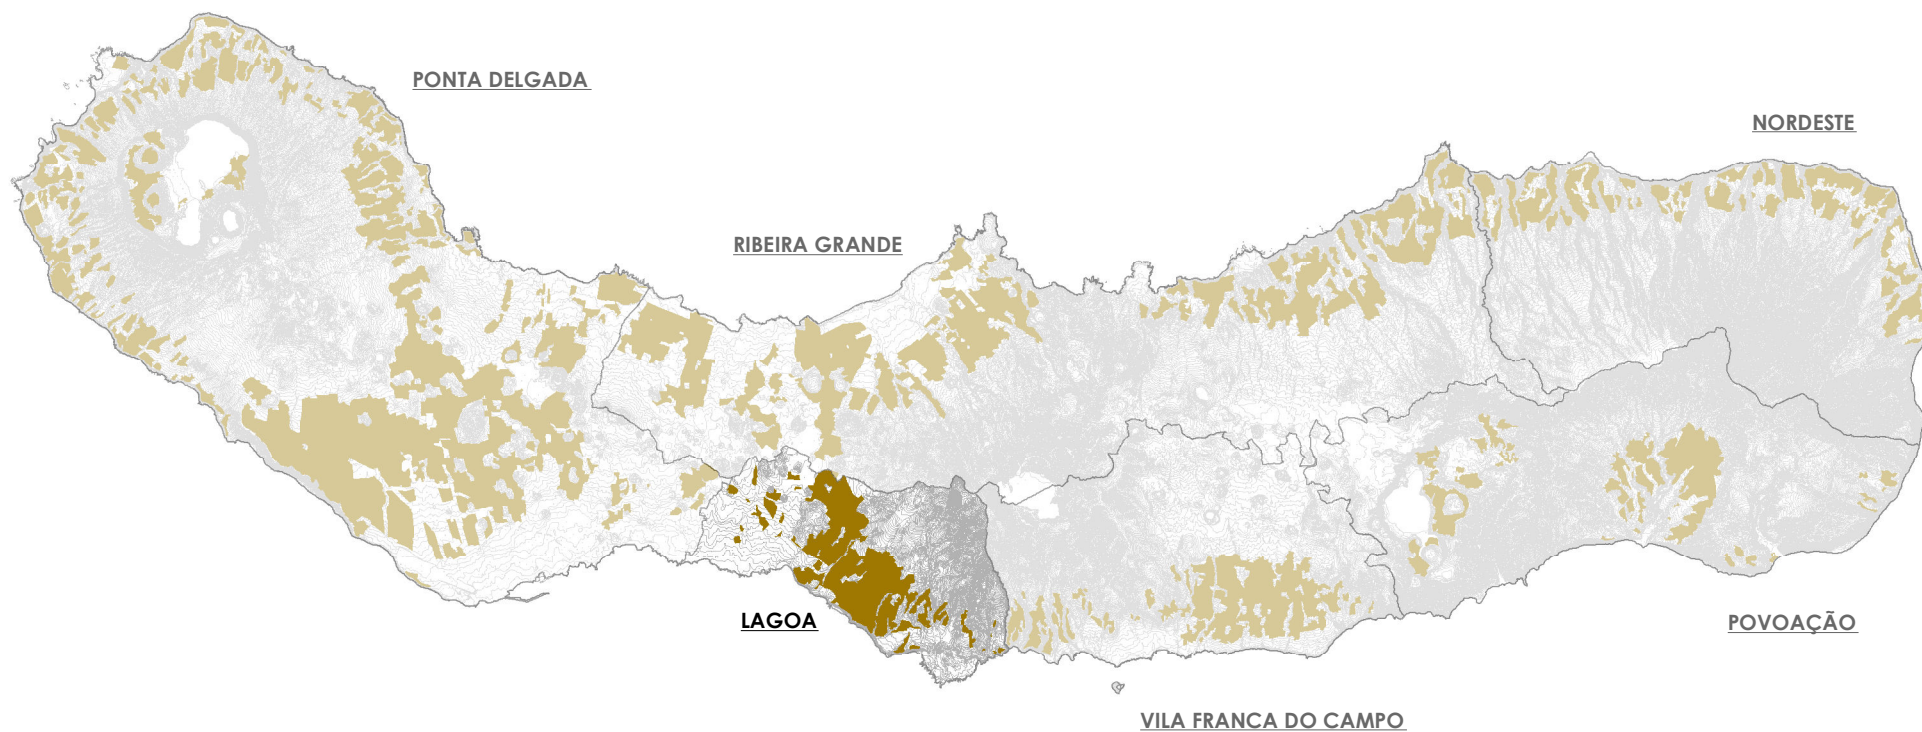 PONTA DELGADA
NORDESTE
RIBEIRA GRANDE
LAGOA
POVOAÇÃO
VILA FRANCA DO CAMPO